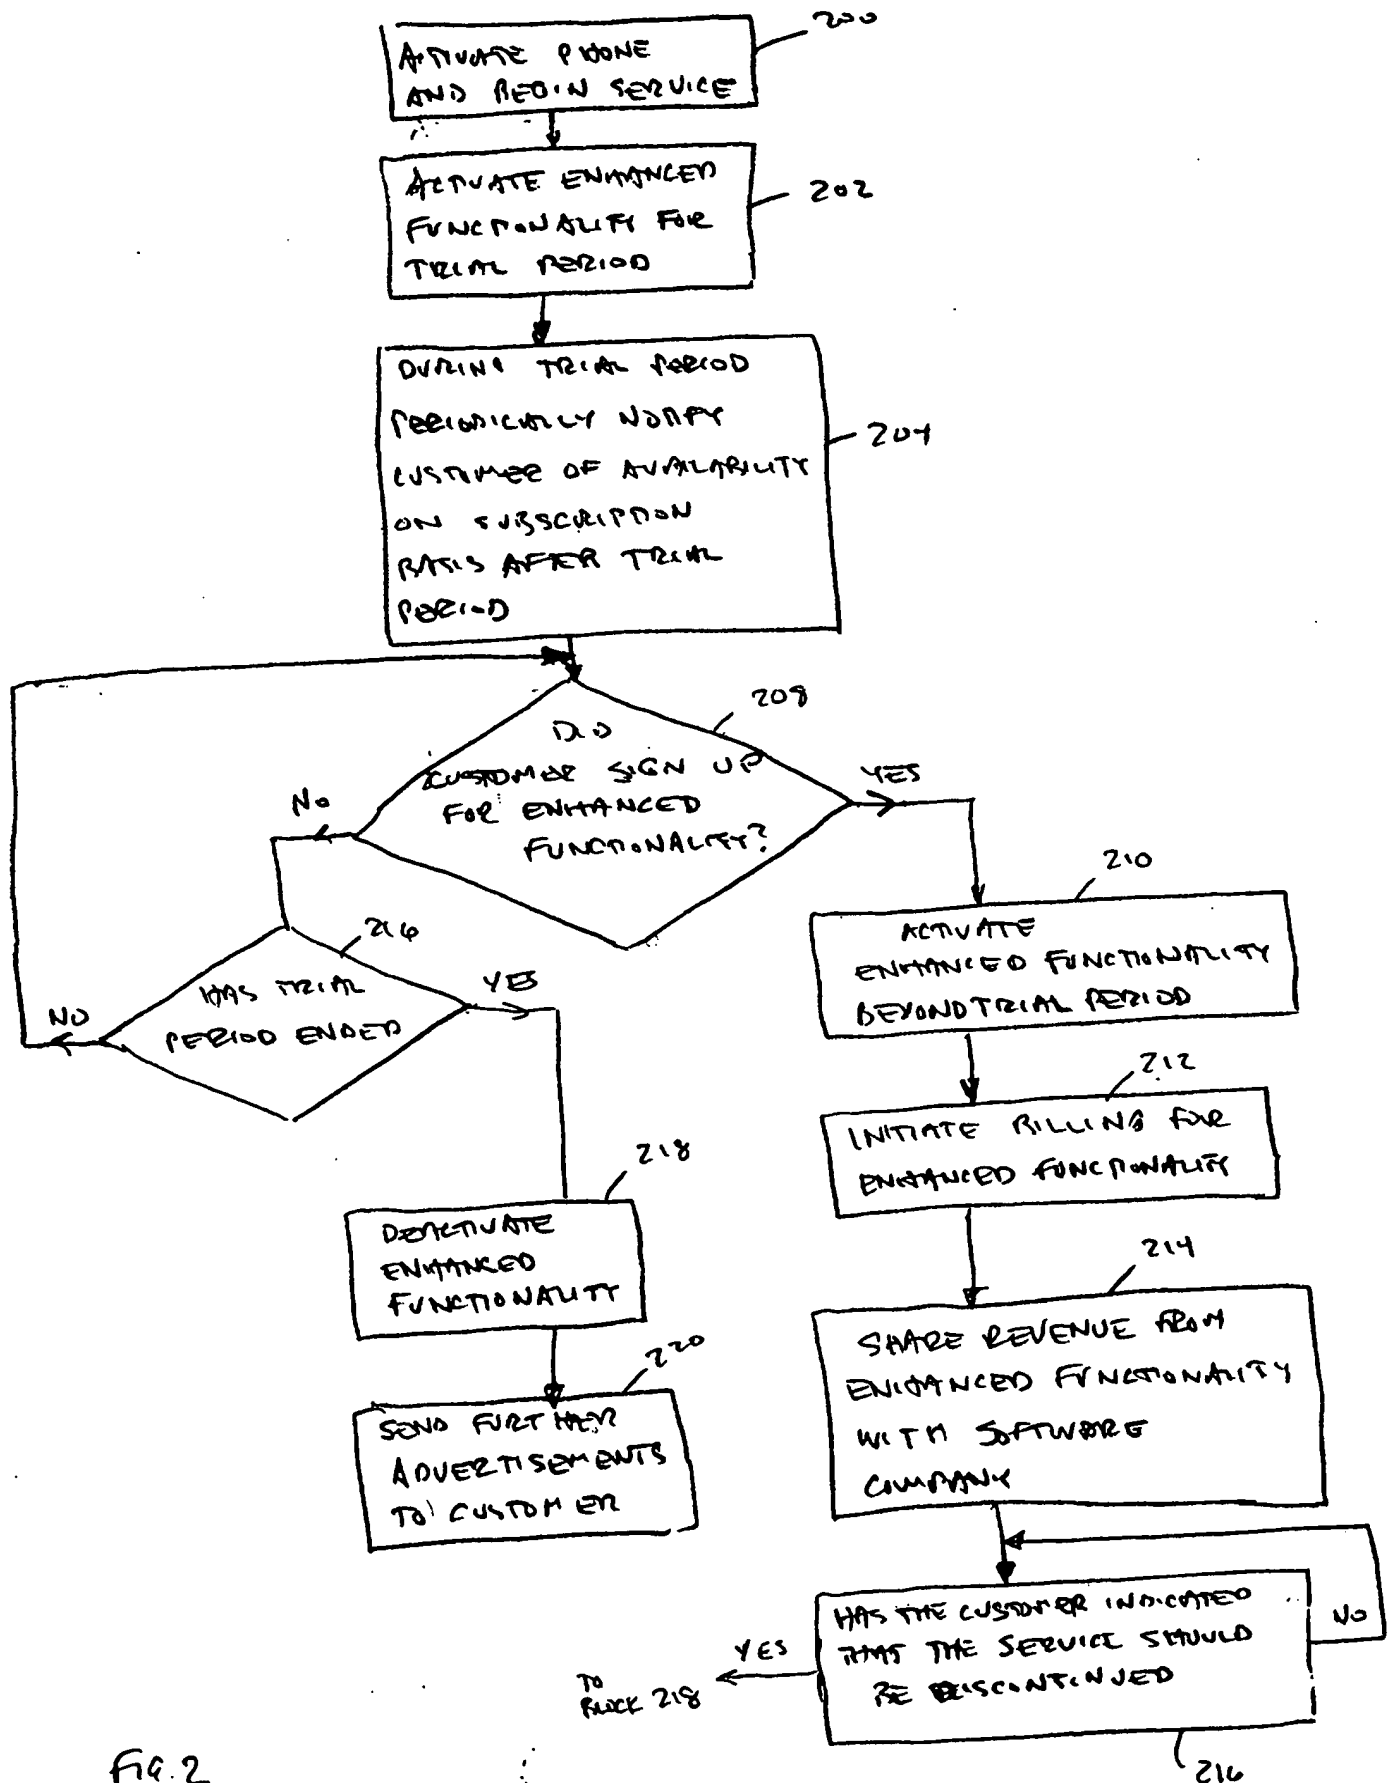 200
ACTIVATE PHONE
AND BEGIN SERVICE
ACTIVATE ENHANCED
FUNCTIONALITY FOR
TRIAL PERIOD
202
DURING TRIAL PERIOD
PERIODICALLY NOTIFY
CUSTOMER OF AVAILABILITY
ON SUBSCRIPTION
BASIS AFTER TRIAL
PERIOD
204
208
DID
CUSTOMER SIGN UP
FOR ENHANCED
FUNCTIONALITY?
NO
YES
216
HAS TRIAL
PERIOD ENDED
NO
YES
210
ACTIVATE
ENHANCED FUNCTIONALITY
BEYOND TRIAL PERIOD
212
INITIATE BILLING FOR
ENHANCED FUNCTIONALITY
218
DEACTIVATE
ENHANCED
FUNCTIONALITY
214
SHARE REVENUE FROM
ENHANCED FUNCTIONALITY
WITH SOFTWARE
COMPANY
220
SEND FURTHER
ADVERTISEMENTS
TO CUSTOMER
HAS THE CUSTOMER INDICATED
THAT THE SERVICE SHOULD
BE DISCONTINUED
NO
YES
TO
BLOCK 218
216
FIG. 2